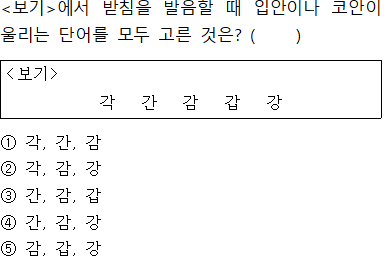 <보기>에서 받침을 발음할 때 입안이나 코안이
울리는 단어를 모두 고른 것은? (    )
<보기>
각 간 감 갑 강
① 각, 간, 감
② 각, 감, 강
③ 간, 감, 갑
④ 간, 감, 강
⑤ 감, 갑, 강